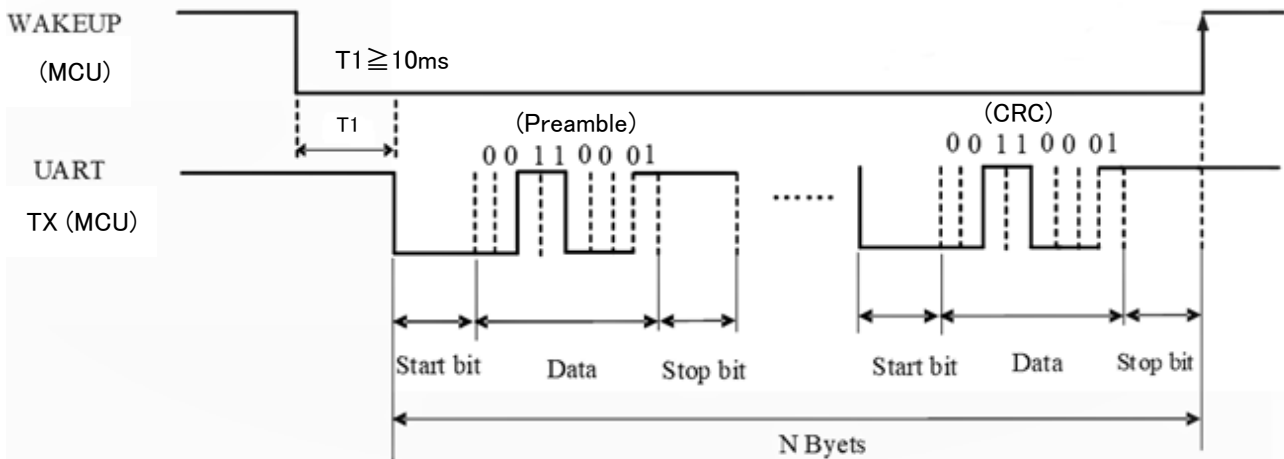 WAKEUP
(MCU)
T1≧10ms
T1
(Preamble)
0 0 1 1 0 0 0 1
(CRC)
0 0 1 1 0 0 0 1
UART
TX (MCU)
......
Start bit
Data
Stop bit
Start bit
Data
Stop bit
N Byets